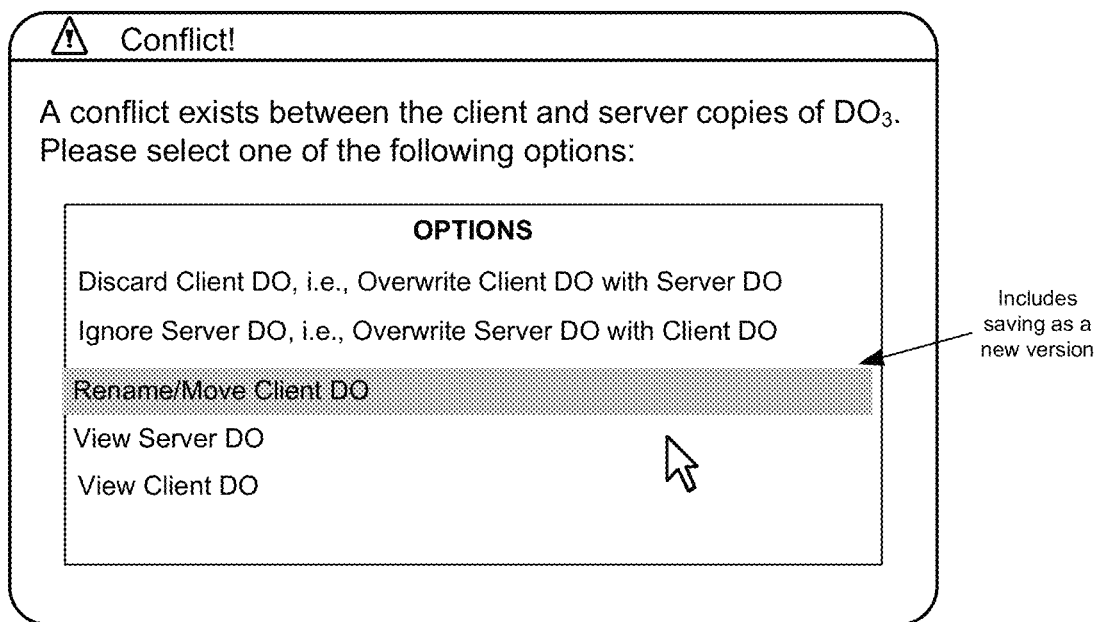 Conflict!
A conflict exists between the client and server copies of DO₃.
Please select one of the following options:
OPTIONS
Discard Client DO, i.e., Overwrite Client DO with Server DO
Ignore Server DO, i.e., Overwrite Server DO with Client DO
Rename/Move Client DO
View Server DO
View Client DO
Includes
saving as a
new version